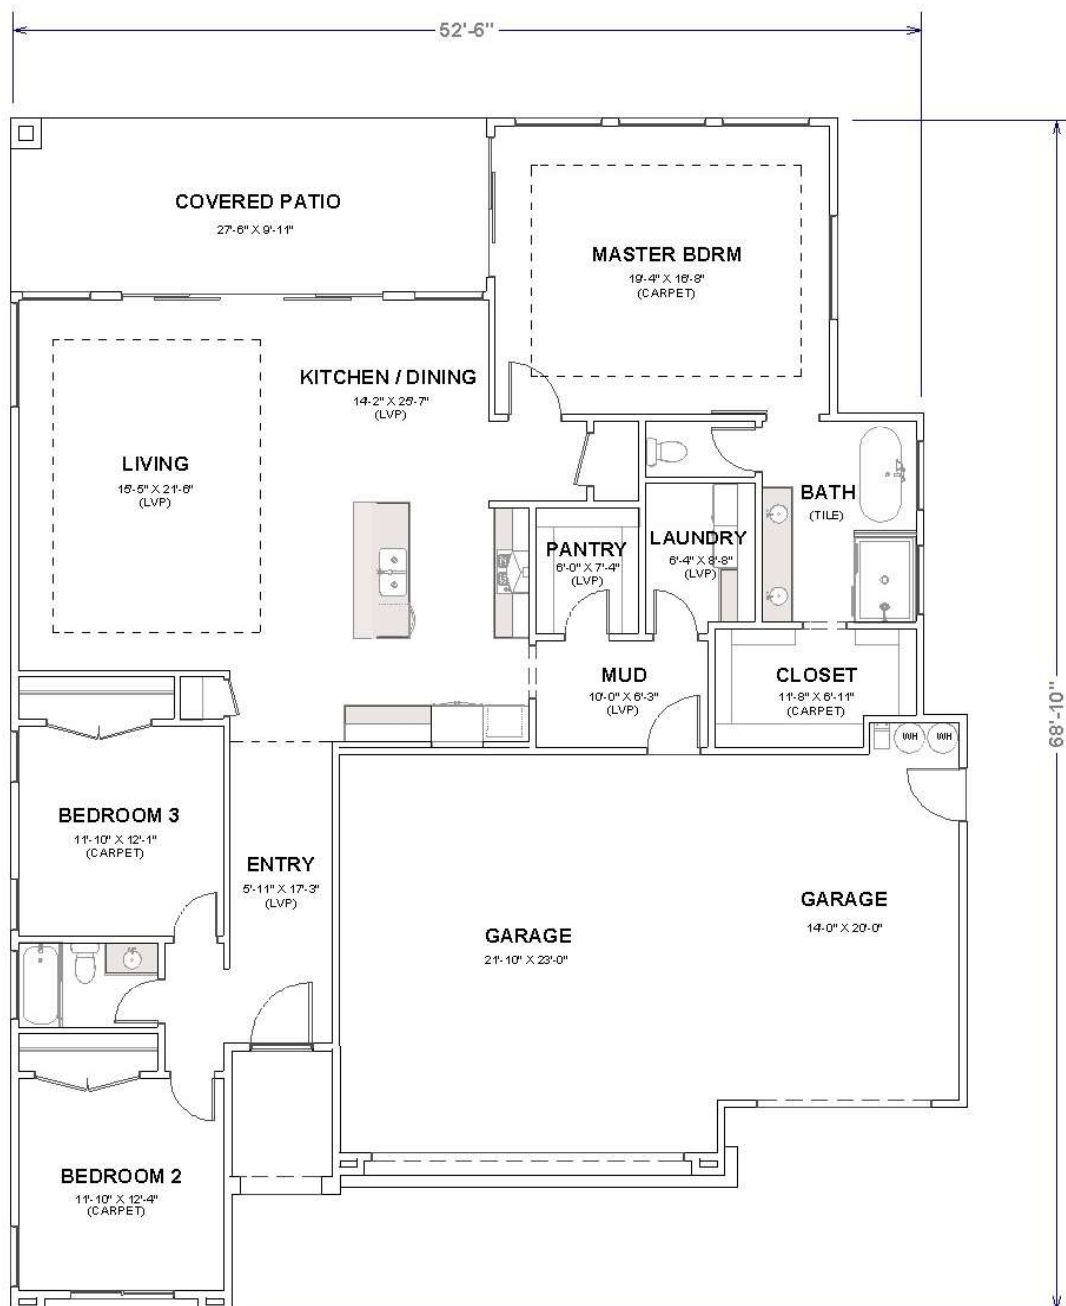 52'-6"
COVERED PATIO
27'-6" X 9'-11"
MASTER BDRM
19'-4" X 16'-8"
(CARPET)
KITCHEN / DINING
14'-2" X 25'-7"
(LVP)
LIVING
15'-5" X 21'-6"
(LVP)
BATH
(TILE)
PANTRY
6'-0" X 7'-4"
(LVP)
LAUNDRY
6'-4" X 8'-8"
(LVP)
MUD
10'-0" X 6'-3"
(LVP)
CLOSET
11'-8" X 6'-11"
(CARPET)
68'-10"
WH
WH
BEDROOM 3
11'-10" X 12'-1"
(CARPET)
ENTRY
5'-11" X 17'-3"
(LVP)
GARAGE
14'-0" X 20'-0"
GARAGE
21'-10" X 23'-0"
BEDROOM 2
11'-10" X 12'-4"
(CARPET)